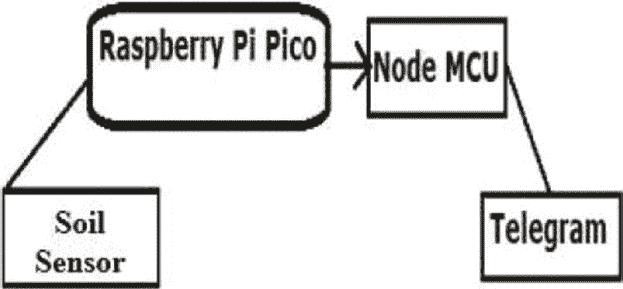 Raspberry Pi Pico
Node MCU
Soil
Sensor
Telegram